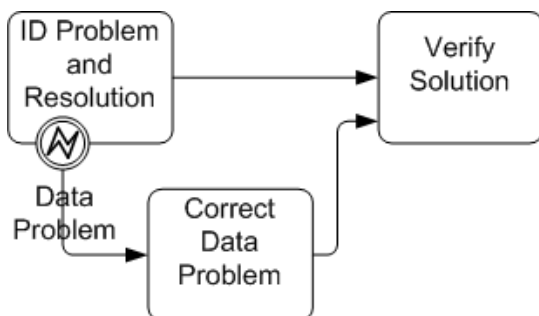 ID Problem
and
Resolution
Verify
Solution
Data
Problem
Correct
Data
Problem